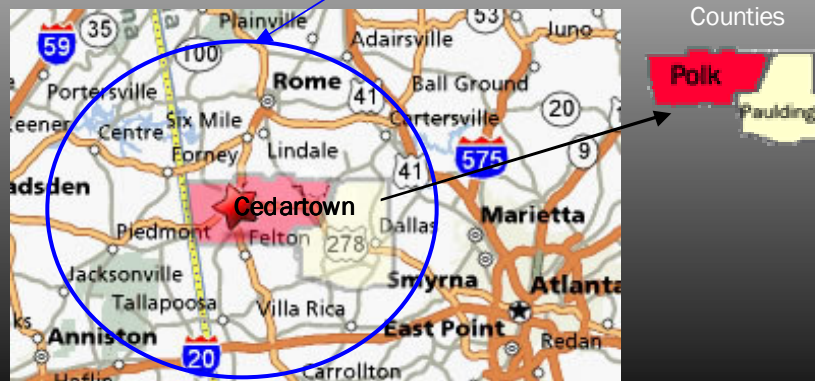 Counties
Polk
Paulding
Plainville
53
Juno
35
59
100
Adairsville
Rome
Ball Ground
Portersville
41
Cartersville
20
Centre
Six Mile
Forney
Lindale
575
9
41
Cedartown
Marietta
Piedmont
Felton
278
Dallas
Jacksonville
Smyrna
Atlanta
Tallapoosa
Villa Rica
East Point
Anniston
20
Redan
Carrollton